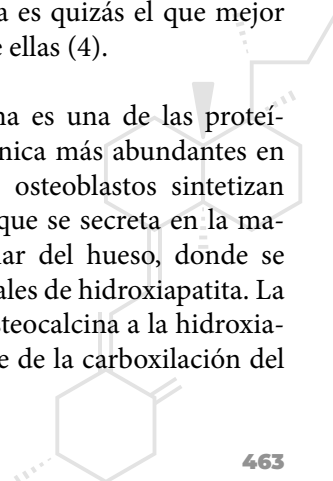 a es quizás el que mejor
e ellas (4).
na es una de las proteí-
nica más abundantes en
osteoblastos sintetizan
que se secreta en la ma-
ar del hueso, donde se
ales de hidroxiapatita. La
steocalcina a la hidroxia-
e de la carboxilación del
463